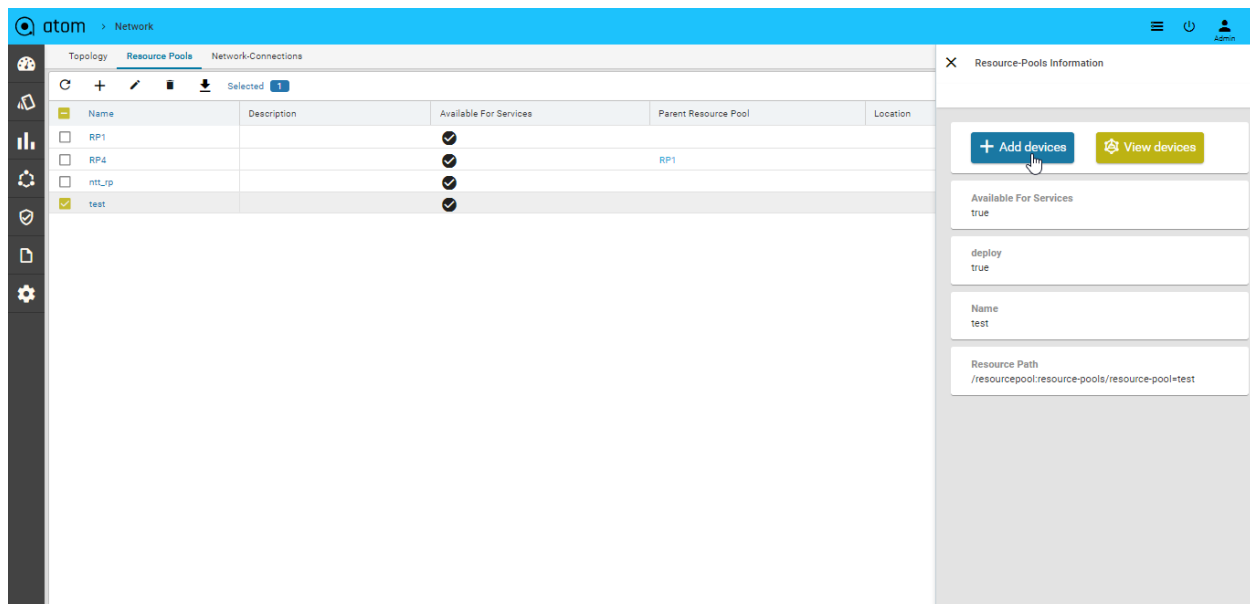 atom > Network
Admin
Topology Resource Pools Network-Connections
Selected 1
Name Description Available For Services Parent Resource Pool Location
RP1
RP4 RP1
ntt_rp
test
Resource-Pools Information
+ Add devices View devices
Available For Services
true
deploy
true
Name
test
Resource Path
/resourcepool:resource-pools/resource-pool=test